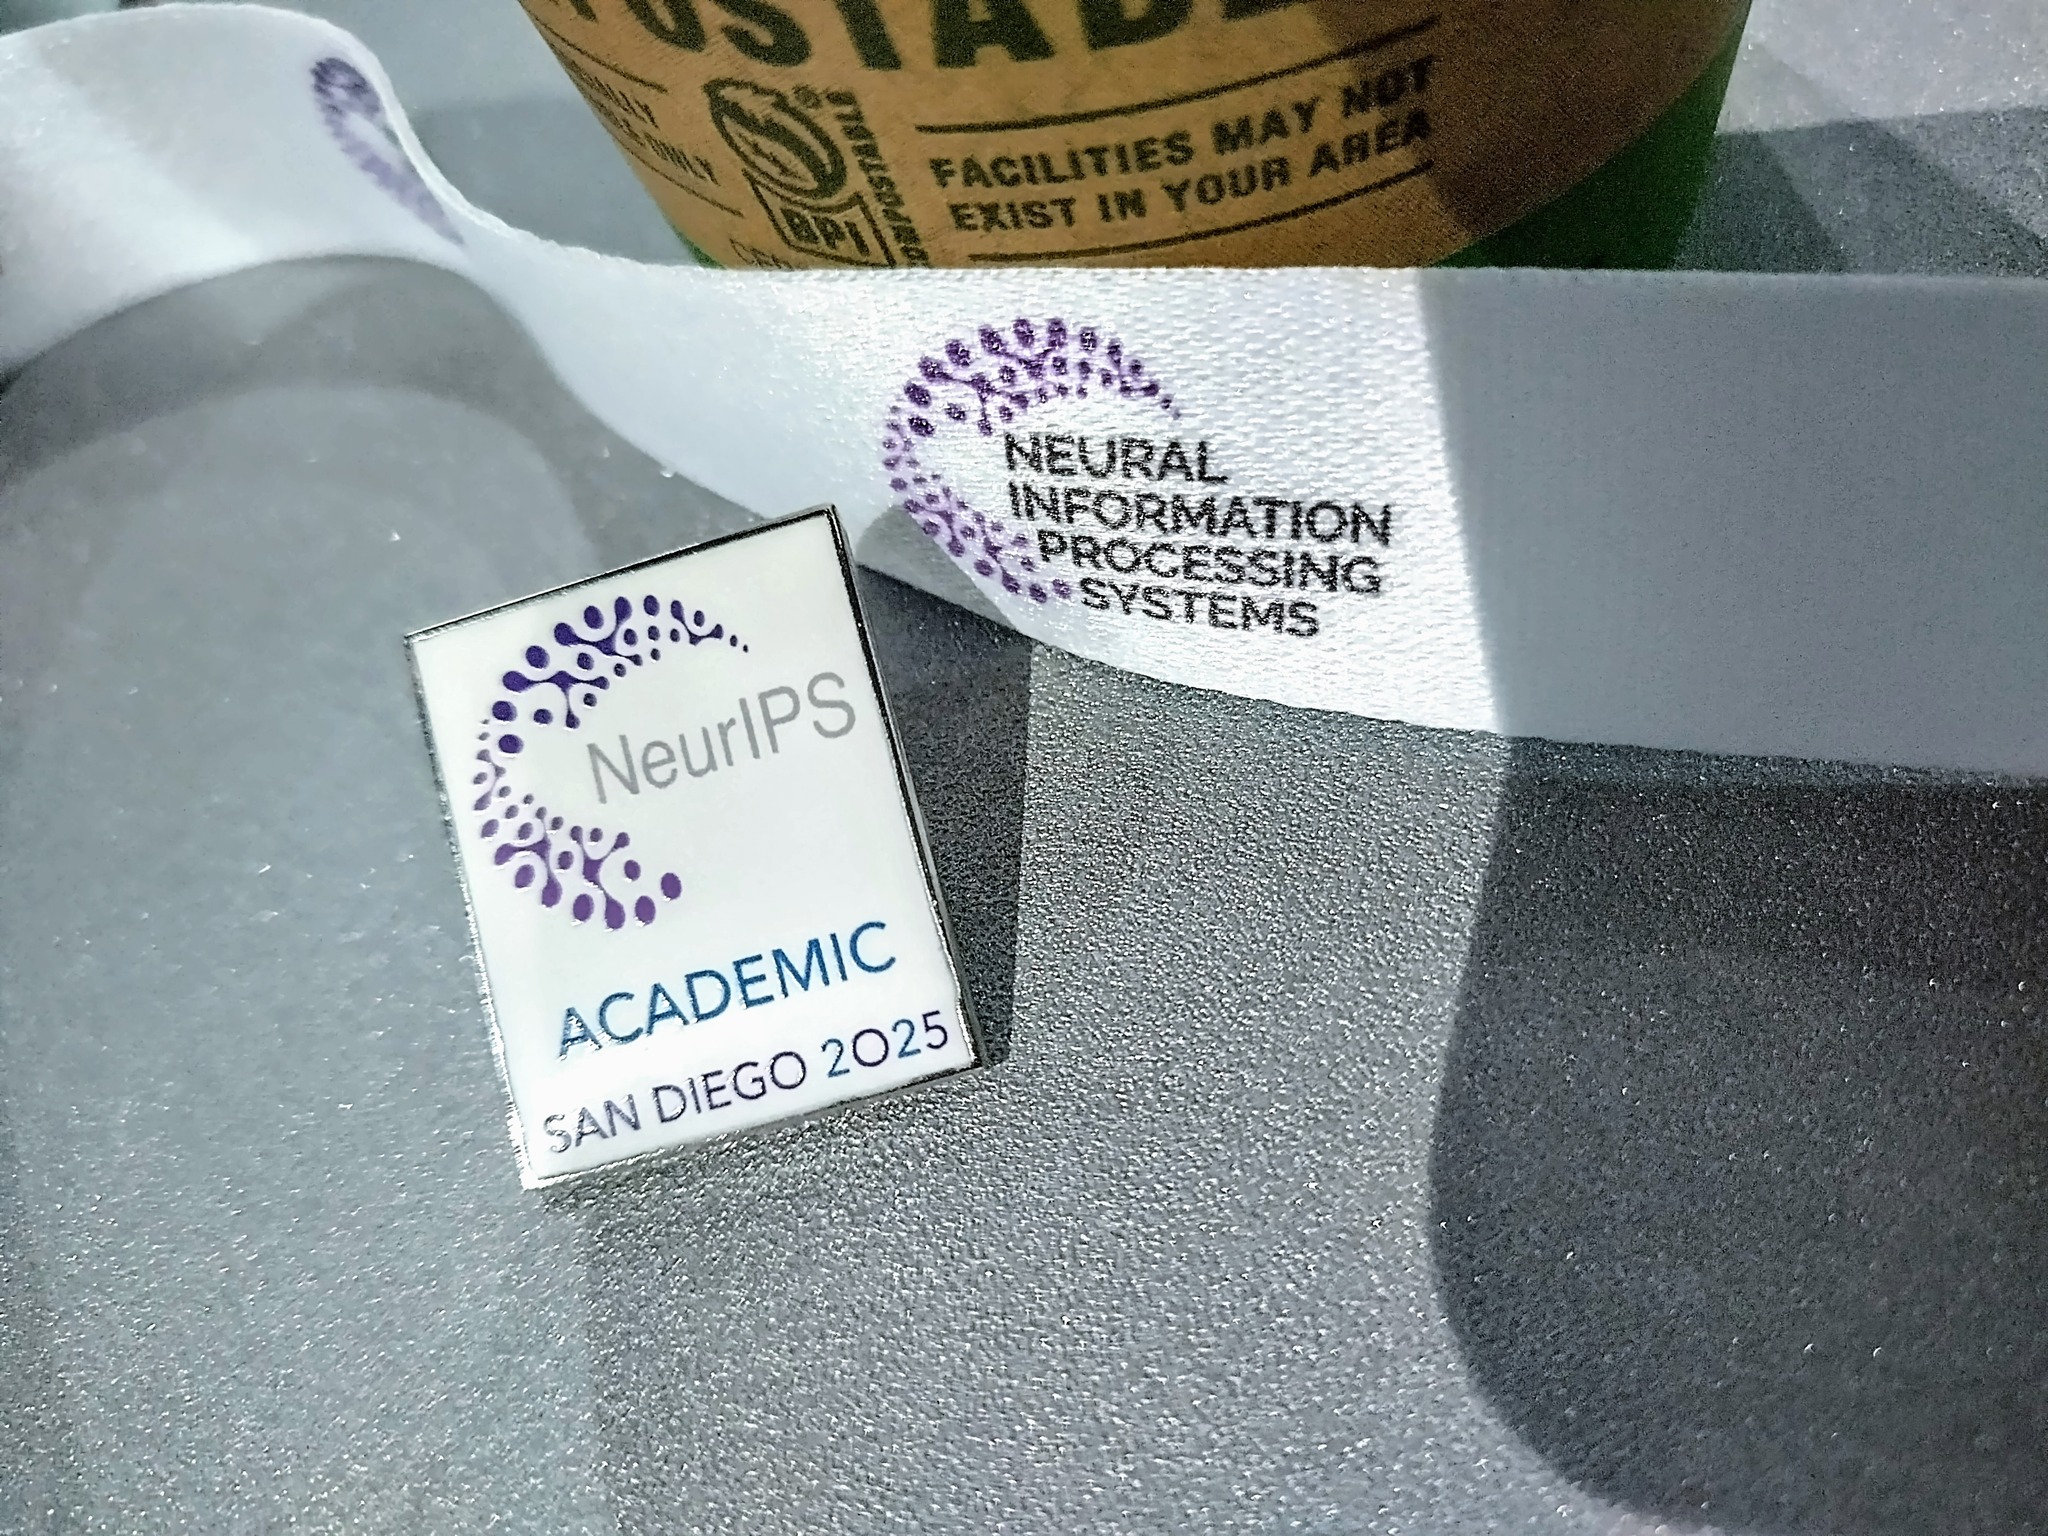 FACILITIES MAY NOT
EXIST IN YOUR AREA
BPI
NEURAL
INFORMATION
PROCESSING
SYSTEMS
NeurIPS
ACADEMIC
SAN DIEGO 2025